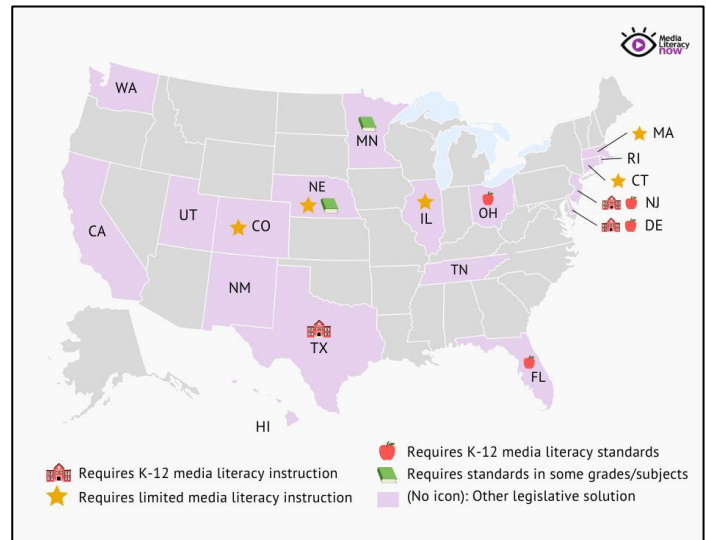 Media
Literacy
now
WA
MN
MA
RI
CT
NJ
DE
NE
IL
OH
UT
CO
CA
TN
NM
TX
FL
HI
Requires K-12 media literacy instruction
Requires limited media literacy instruction
Requires K-12 media literacy standards
Requires standards in some grades/subjects
(No icon): Other legislative solution